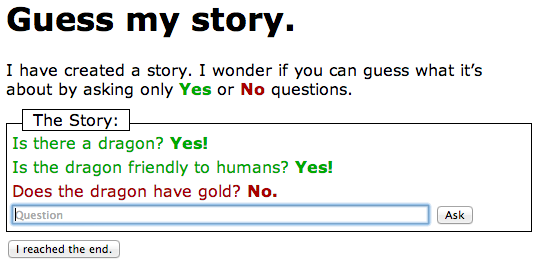 Guess my story.
I have created a story. I wonder if you can guess what it's
about by asking only Yes or No questions.
The Story:
Is there a dragon? Yes!
Is the dragon friendly to humans? Yes!
Does the dragon have gold? No.
Question
Ask
I reached the end.